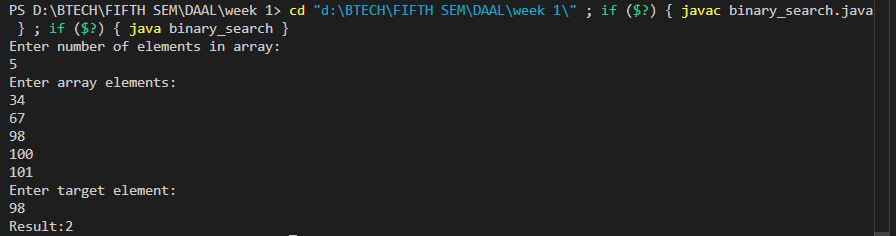 PS D:\BTECH\FIFTH SEM\DAAL\week 1> cd "d:\BTECH\FIFTH SEM\DAAL\week 1\" ; if ($?) { javac binary_search.java
 } ; if ($?) { java binary_search }
Enter number of elements in array:
5
Enter array elements:
34
67
98
100
101
Enter target element:
98
Result:2